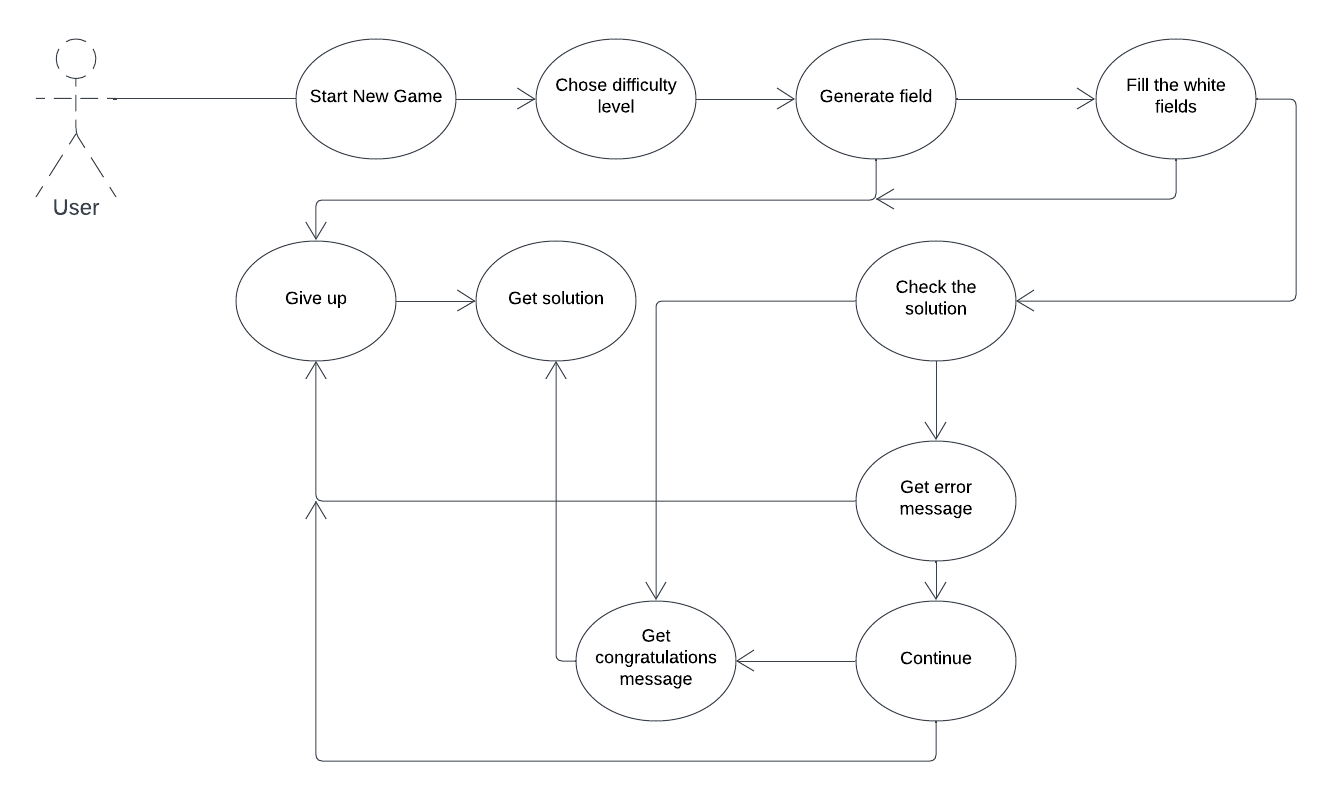 Start New Game
Chose difficulty
level
Generate field
Fill the white
fields
User
Give up
Get solution
Check the
solution
Get error
message
Get
congratulations
message
Continue